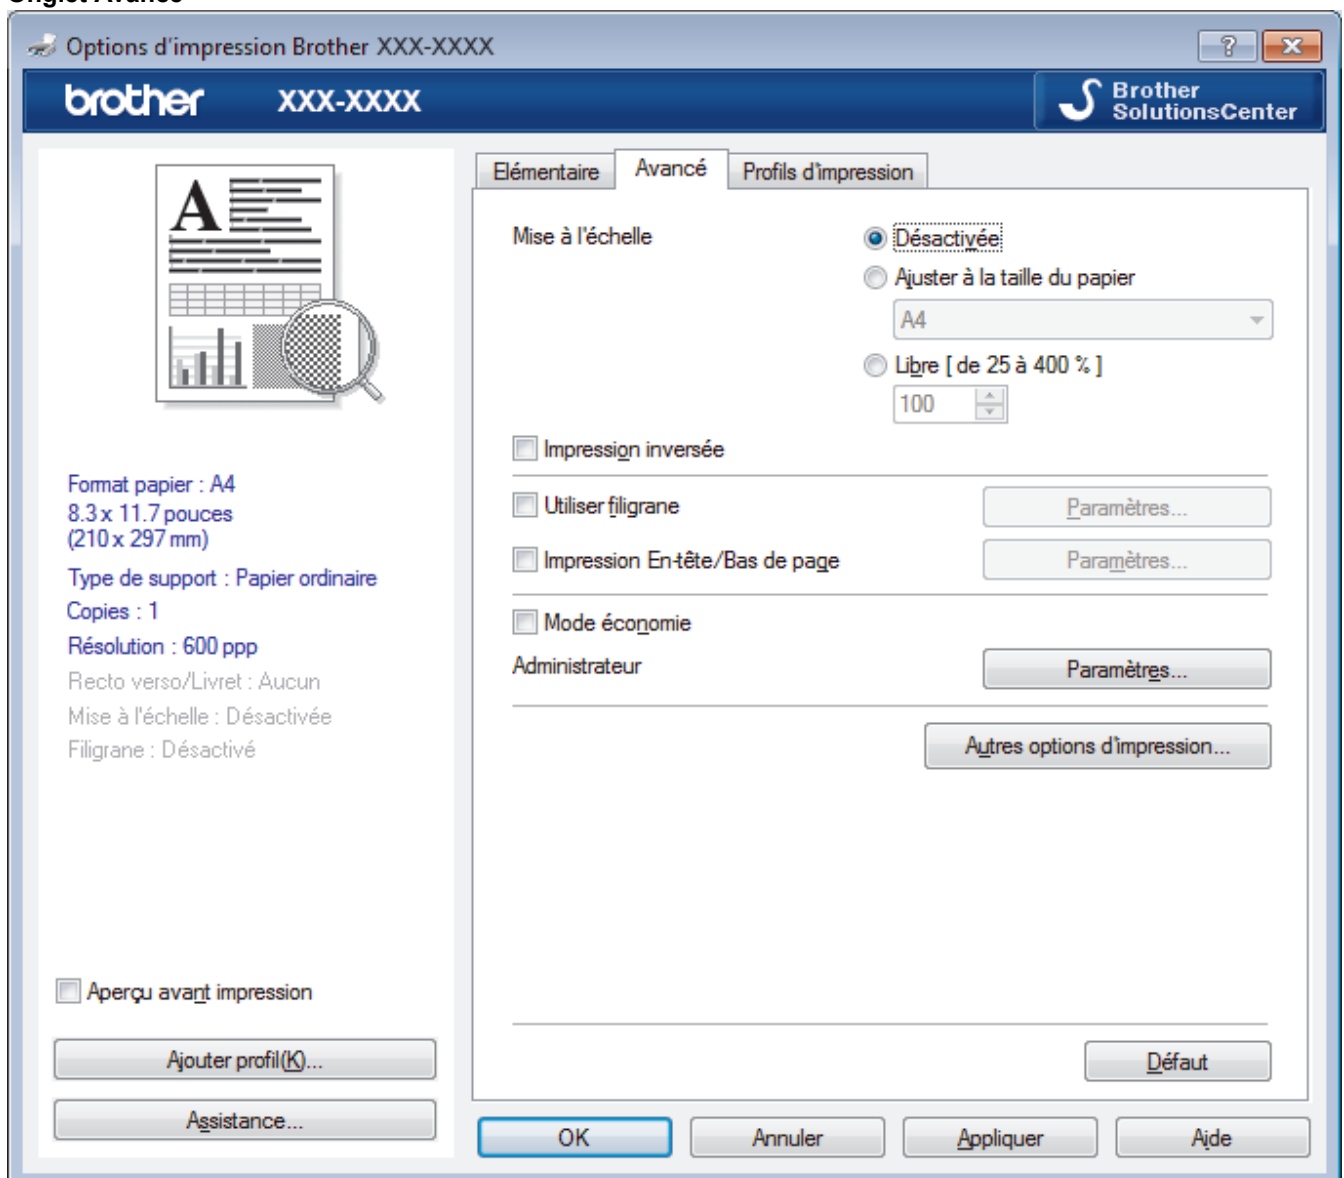 Onglet Avancé
Options d'impression Brother XXX-XXXX
brother XXX-XXXX
Brother
SolutionsCenter
A
Format papier : A4
8.3 x 11.7 pouces
(210 x 297 mm)
Type de support : Papier ordinaire
Copies : 1
Résolution : 600 ppp
Recto verso/Livret : Aucun
Mise à l'échelle : Désactivée
Filigrane : Désactivé
Aperçu avant impression
Ajouter profil(K)...
Assistance...
Elémentaire Avancé Profils d'impression
Mise à l'échelle Désactivée
Ajuster à la taille du papier
A4
Libre [ de 25 à 400 % ]
100
Impression inversée
Utiliser filigrane Paramètres...
Impression En-tête/Bas de page Paramètres...
Mode économie
Administrateur Paramètres...
Autres options d'impression...
Défaut
OK Annuler Appliquer Aide